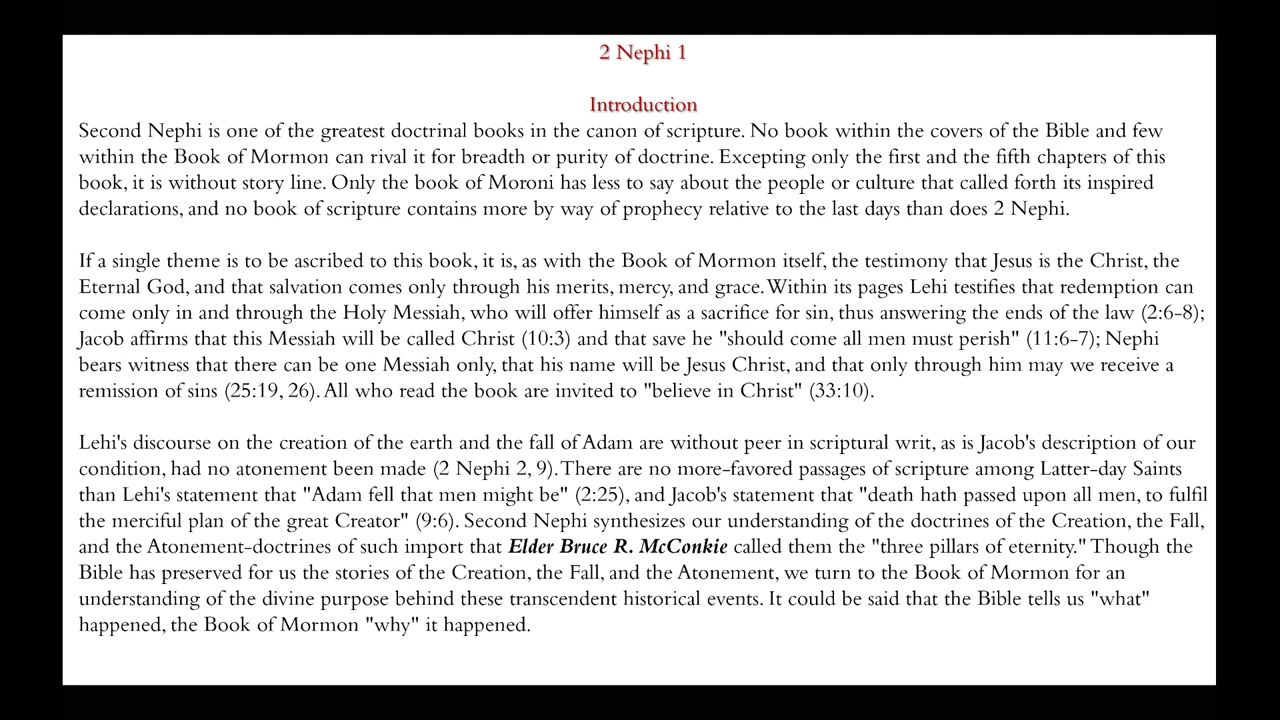 2 Nephi 1
Introduction
Second Nephi is one of the greatest doctrinal books in the canon of scripture. No book within the covers of the Bible and few
within the Book of Mormon can rival it for breadth or purity of doctrine. Excepting only the first and the fifth chapters of this
book, it is without story line. Only the book of Moroni has less to say about the people or culture that called forth its inspired
declarations, and no book of scripture contains more by way of prophecy relative to the last days than does 2 Nephi.
If a single theme is to be ascribed to this book, it is, as with the Book of Mormon itself, the testimony that Jesus is the Christ, the
Eternal God, and that salvation comes only through his merits, mercy, and grace. Within its pages Lehi testifies that redemption can
come only in and through the Holy Messiah, who will offer himself as a sacrifice for sin, thus answering the ends of the law (2:6-8);
Jacob affirms that this Messiah will be called Christ (10:3) and that save he "should come all men must perish" (11:6-7); Nephi
bears witness that there can be one Messiah only, that his name will be Jesus Christ, and that only through him may we receive a
remission of sins (25:19, 26). All who read the book are invited to "believe in Christ" (33:10).
Lehi's discourse on the creation of the earth and the fall of Adam are without peer in scriptural writ, as is Jacob's description of our
condition, had no atonement been made (2 Nephi 2, 9). There are no more-favored passages of scripture among Latter-day Saints
than Lehi's statement that "Adam fell that men might be" (2:25), and Jacob's statement that "death hath passed upon all men, to fulfil
the merciful plan of the great Creator" (9:6). Second Nephi synthesizes our understanding of the doctrines of the Creation, the Fall,
and the Atonement-doctrines of such import that Elder Bruce R. McConkie called them the "three pillars of eternity." Though the
Bible has preserved for us the stories of the Creation, the Fall, and the Atonement, we turn to the Book of Mormon for an
understanding of the divine purpose behind these transcendent historical events. It could be said that the Bible tells us "what"
happened, the Book of Mormon "why" it happened.